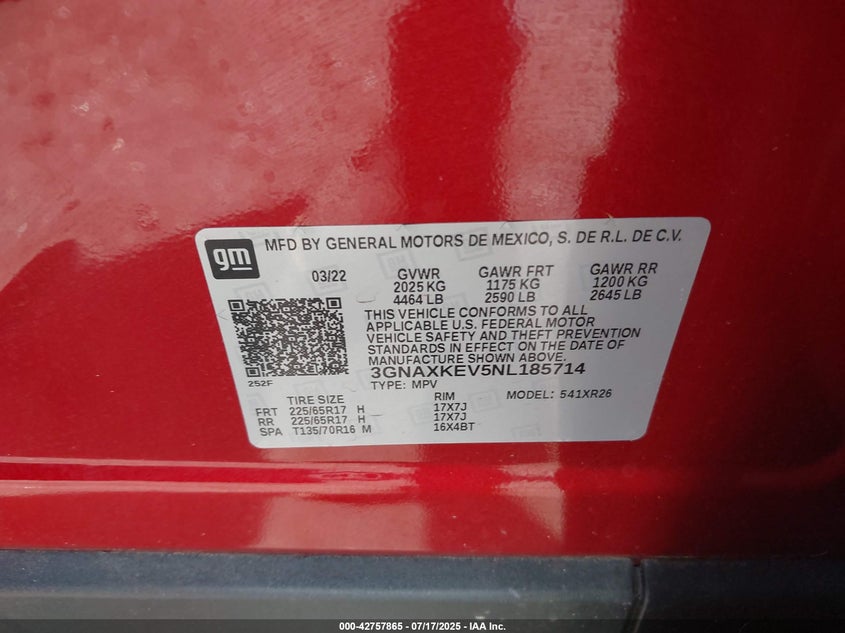 gm
MFD BY GENERAL MOTORS DE MEXICO, S. DE R.L. DE C.V.
03/22 GVWR GAWR FRT GAWR RR
2025 KG 1175 KG 1200 KG
4464 LB 2590 LB 2645 LB
THIS VEHICLE CONFORMS TO ALL
APPLICABLE U.S. FEDERAL MOTOR
VEHICLE SAFETY AND THEFT PREVENTION
STANDARDS IN EFFECT ON THE DATE OF
MANUFACTURE SHOWN ABOVE.
252F
3GNAXKEV5NL185714
TYPE: MPV
TIRE SIZE RIM MODEL: 541XR26
FRT 225/65R17 H 17X7J
RR 225/65R17 H 17X7J
SPA T135/70R16 M 16X4BT
000-42757865 - 07/17/2025 - IAA Inc.